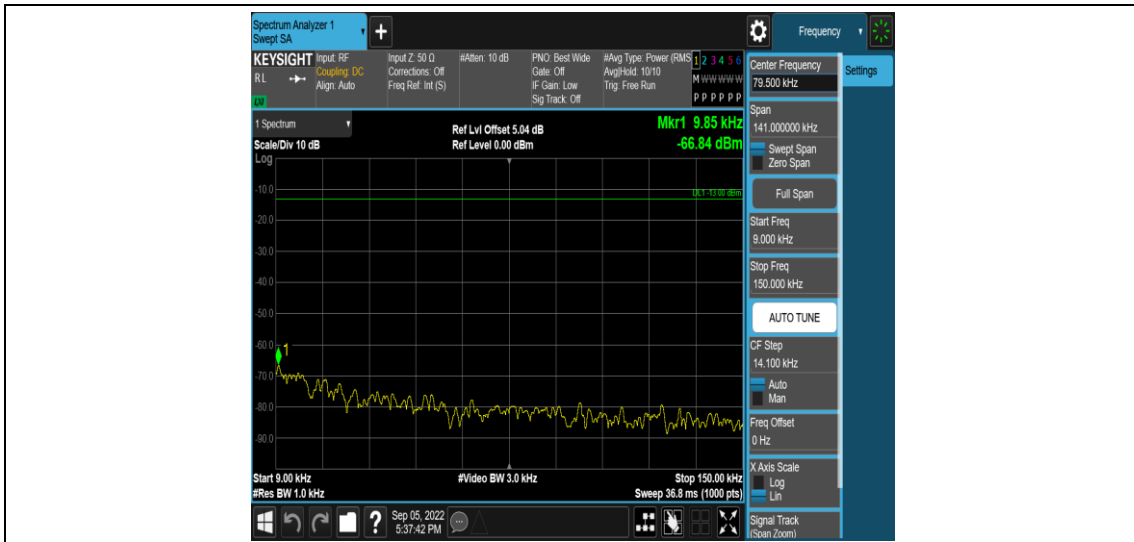 Spectrum Analyzer 1
Swept SA
+
Frequency
KEYSIGHT
RL
LXI
Input: RF
Coupling: DC
Align: Auto
Input Z: 50 Ω
Corrections: Off
Freq Ref: Int (S)
#Atten: 10 dB
PNO: Best Wide
Gate: Off
IF Gain: Low
Sig Track: Off
#Avg Type: Power (RMS
Avg|Hold: 10/10
Trig: Free Run
1 2 3 4 5 6
M W W W W W
P P P P P P
1 Spectrum
Scale/Div 10 dB
Log
Ref Lvl Offset 5.04 dB
Ref Level 0.00 dBm
Mkr1 9.85 kHz
-66.84 dBm
DL1 -13.00 dBm
-10.0
-20.0
-30.0
-40.0
-50.0
-60.0
1
-70.0
-80.0
-90.0
Start 9.00 kHz
#Video BW 3.0 kHz
Stop 150.00 kHz
#Res BW 1.0 kHz
Sweep 36.8 ms (1000 pts)
Center Frequency
79.500 kHz
Settings
Span
141.000000 kHz
Swept Span
Zero Span
Full Span
Start Freq
9.000 kHz
Stop Freq
150.000 kHz
AUTO TUNE
CF Step
14.100 kHz
Auto
Man
Freq Offset
0 Hz
X Axis Scale
Log
Lin
Signal Track
(Span Zoom)
?
Sep 05, 2022
5:37:42 PM